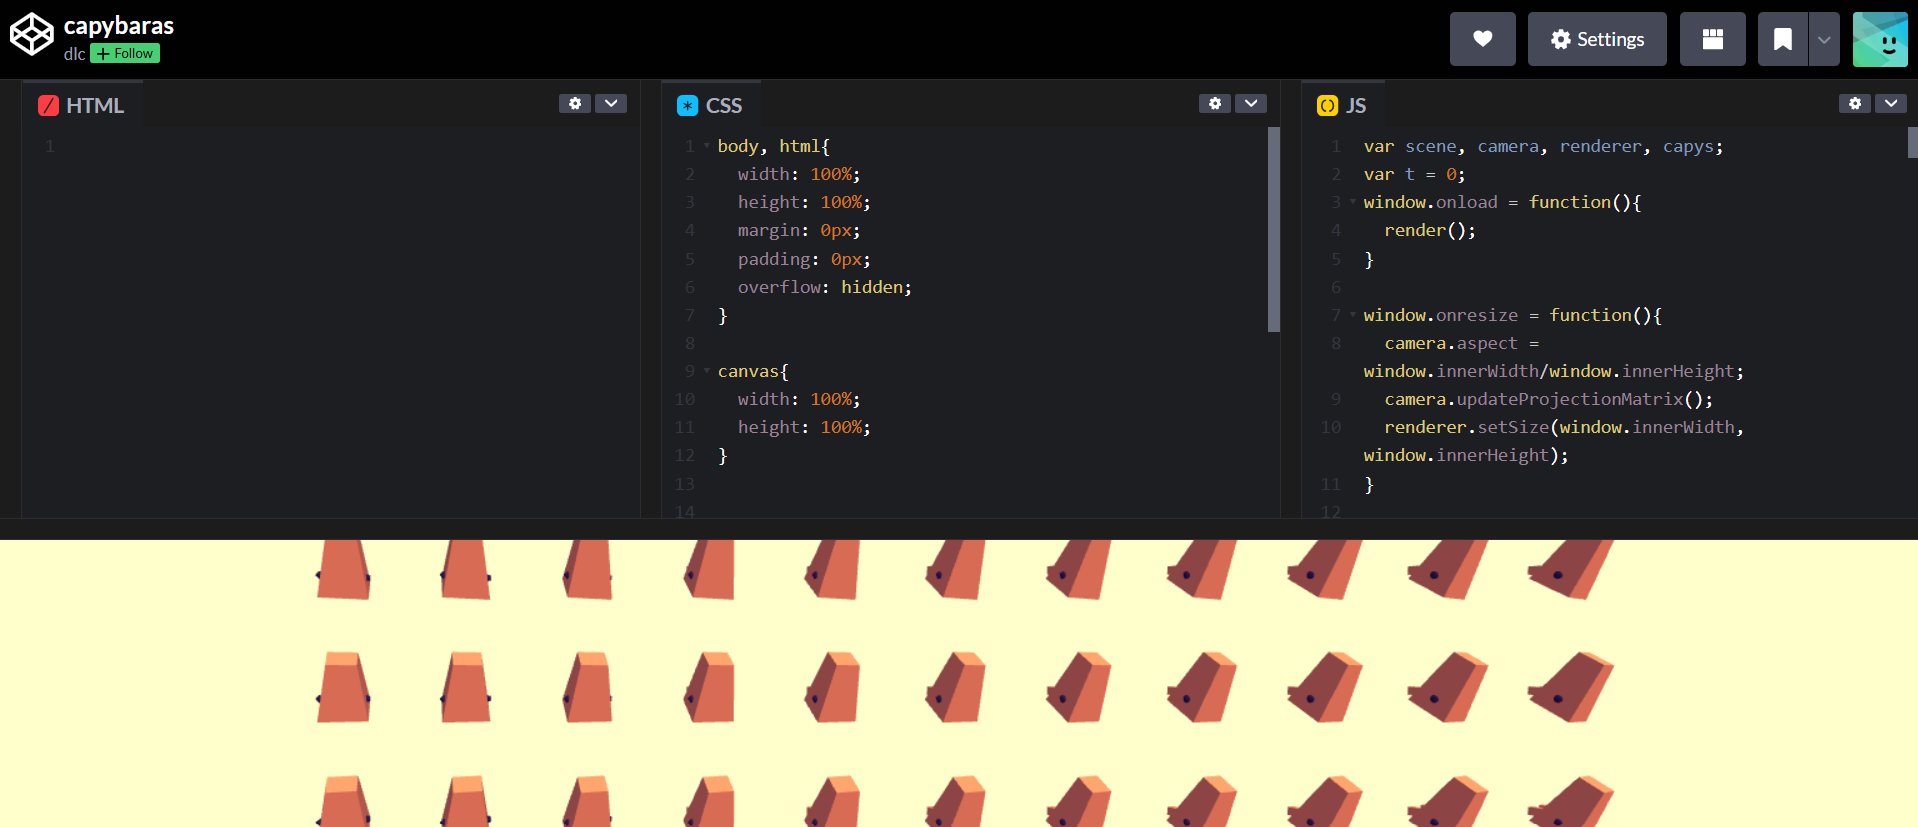 capybaras
dlc + Follow
Settings
HTML
1
CSS
1 body, html{
2 width: 100%;
3 height: 100%;
4 margin: 0px;
5 padding: 0px;
6 overflow: hidden;
7 }
8
9 canvas{
10 width: 100%;
11 height: 100%;
12 }
13
14
JS
1 var scene, camera, renderer, capys;
2 var t = 0;
3 window.onload = function(){
4 render();
5 }
6
7 window.onresize = function(){
8 camera.aspect =
window.innerWidth/window.innerHeight;
9 camera.updateProjectionMatrix();
10 renderer.setSize(window.innerWidth,
window.innerHeight);
11 }
12